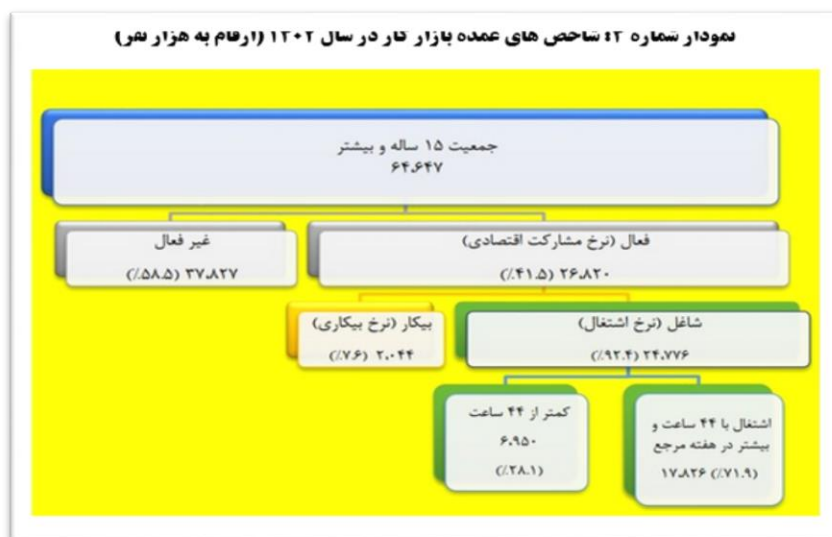 نمودار شماره ۲: شاخص های عمده بازار کار در سال ۱۴۰۲ (ارقام به هزار نفر)
جمعیت ۱۵ ساله و بیشتر
۶۴،۶۴۷
فعال (نرخ مشارکت اقتصادی)
۲۶،۸۲۰ (٪۴۱.۵)
غیر فعال
۳۷،۸۲۷ (٪۵۸.۵)
شاغل (نرخ اشتغال)
۲۴،۷۷۶ (٪۹۲.۴)
بیکار (نرخ بیکاری)
۲،۰۴۴ (٪۷.۶)
اشتغال با ۴۴ ساعت و
بیشتر در هفته مرجع
۱۷،۸۲۶ (٪۷۱.۹)
کمتر از ۴۴ ساعت
۶،۹۵۰
(٪۲۸.۱)